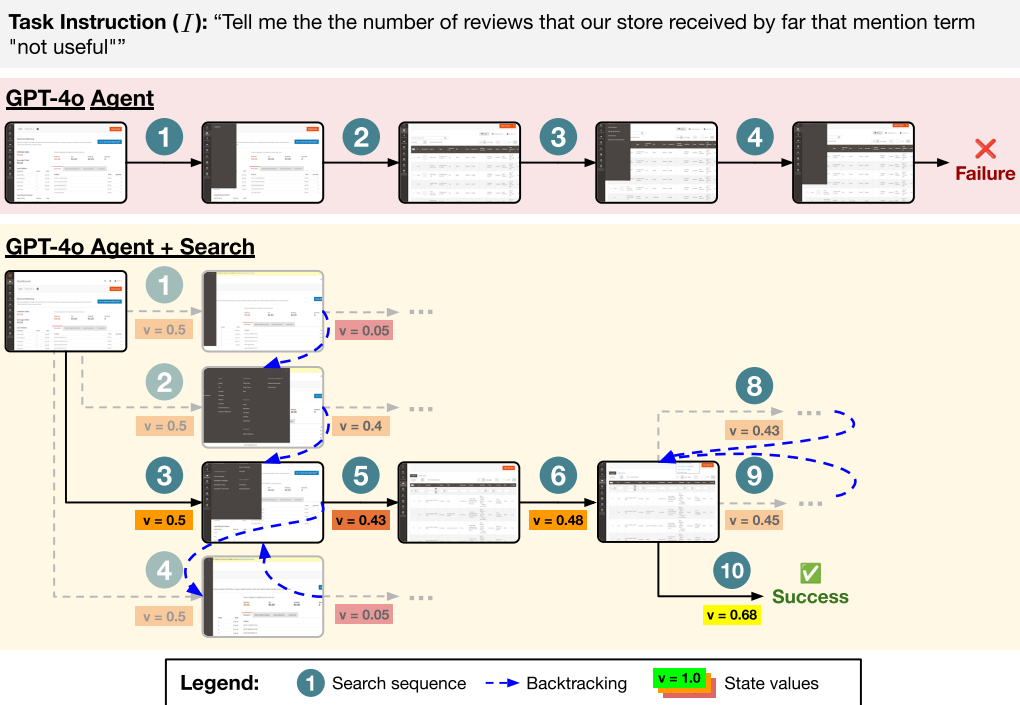 Task Instruction (I): “Tell me the the number of reviews that our store received by far that mention term
"not useful"”
GPT-4o Agent
1
2
3
4
Failure
GPT-4o Agent + Search
1
v = 0.5
v = 0.05
...
2
v = 0.5
v = 0.4
...
8
v = 0.43
...
3
v = 0.5
5
v = 0.43
6
v = 0.48
9
v = 0.45
...
4
v = 0.5
v = 0.05
...
10
v = 0.68
Success
Legend:
1
Search sequence
Backtracking
v = 1.0
State values